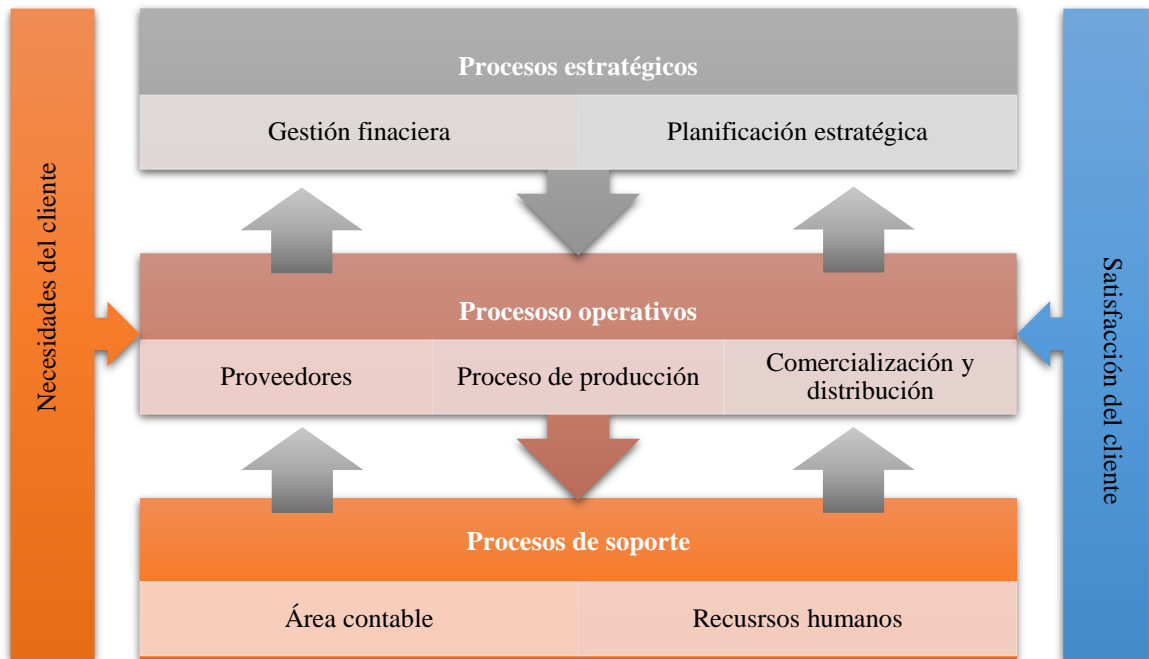 Necesidades del cliente
Procesos estratégicos
Gestión finaciera
Planificación estratégica
Procesoso operativos
Proveedores
Proceso de producción
Comercialización y
distribución
Procesos de soporte
Área contable
Recusrsos humanos
Satisfacción del cliente